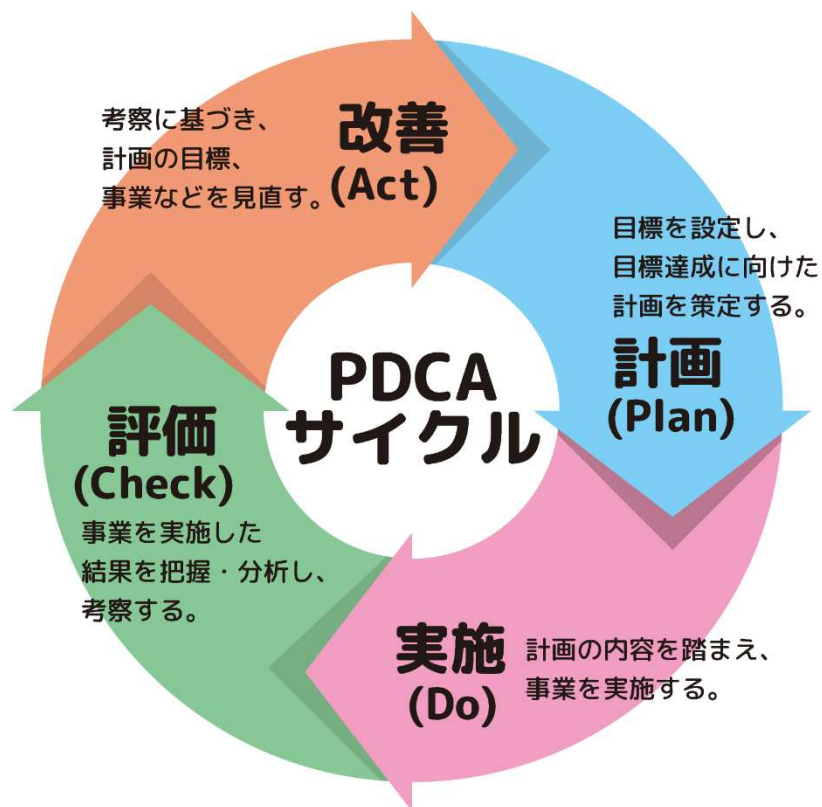 考察に基づき、
計画の目標、
事業などを見直す。
改善
(Act)
目標を設定し、
目標達成に向けた
計画を策定する。
計画
(Plan)
PDCA
サイクル
評価
(Check)
事業を実施した
結果を把握・分析し、
考察する。
実施
(Do)
計画の内容を踏まえ、
事業を実施する。